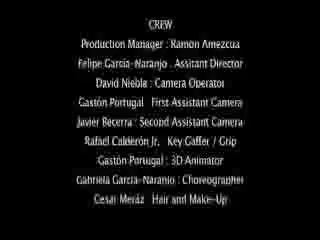 CREW
Production Manager : Ramon Amezcua
Felipe Garcia-Naranjo . Assitant Director
David Niebla : Camera Operator
Gastón Portugal First Assistant Camera
Javier Becerra : Second Assistant Camera
Rafael Calderón Jr. Key Gaffer / Grip
Gastón Portugal : 3D Animator
Gabriela Garcia-Naranjo : Choreographer
Cesar Meráz Hair and Make-Up